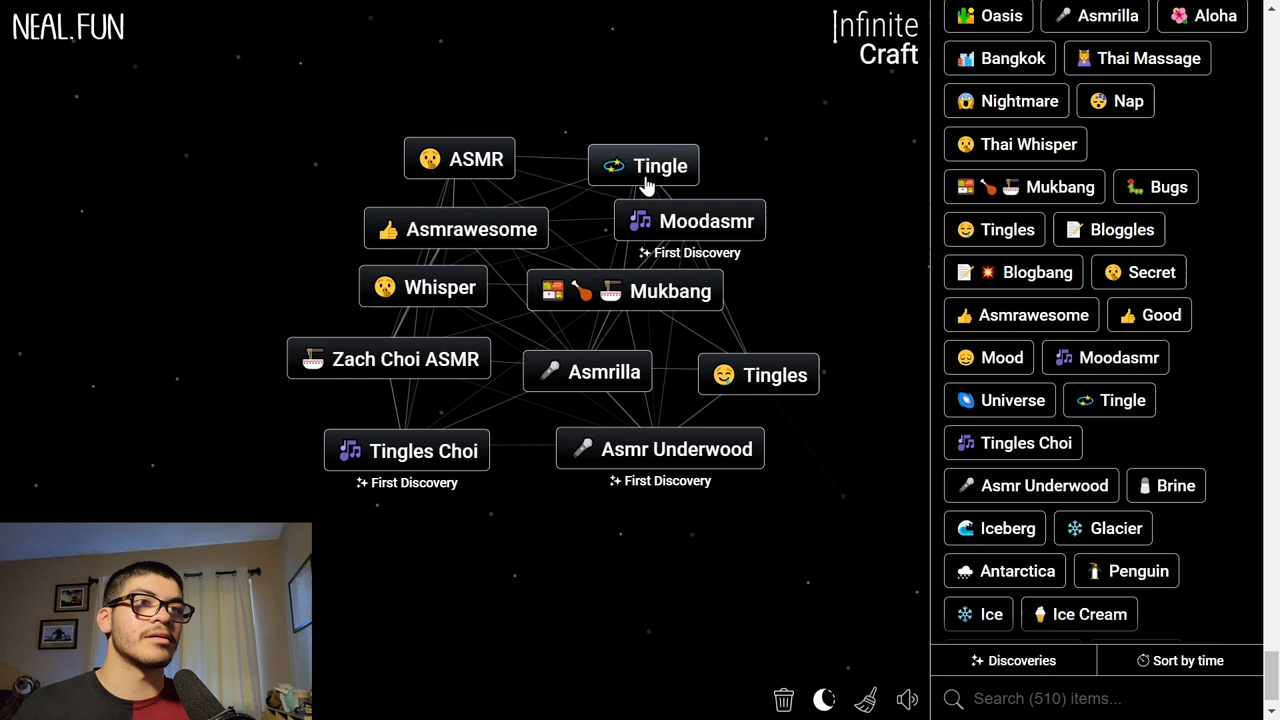 NEAL.FUN
Infinite
Craft
ASMR
Tingle
Asmrawesome
Moodasmr
First Discovery
Whisper
Mukbang
Zach Choi ASMR
Asmrilla
Tingles
Tingles Choi
First Discovery
Asmr Underwood
First Discovery
Oasis Asmrilla Aloha
Bangkok Thai Massage
Nightmare Nap
Thai Whisper
Mukbang Bugs
Tingles Bloggles
Blogbang Secret
Asmrawesome Good
Mood Moodasmr
Universe Tingle
Tingles Choi
Asmr Underwood Brine
Iceberg Glacier
Antarctica Penguin
Ice Ice Cream
Discoveries Sort by time
Search (510) items...